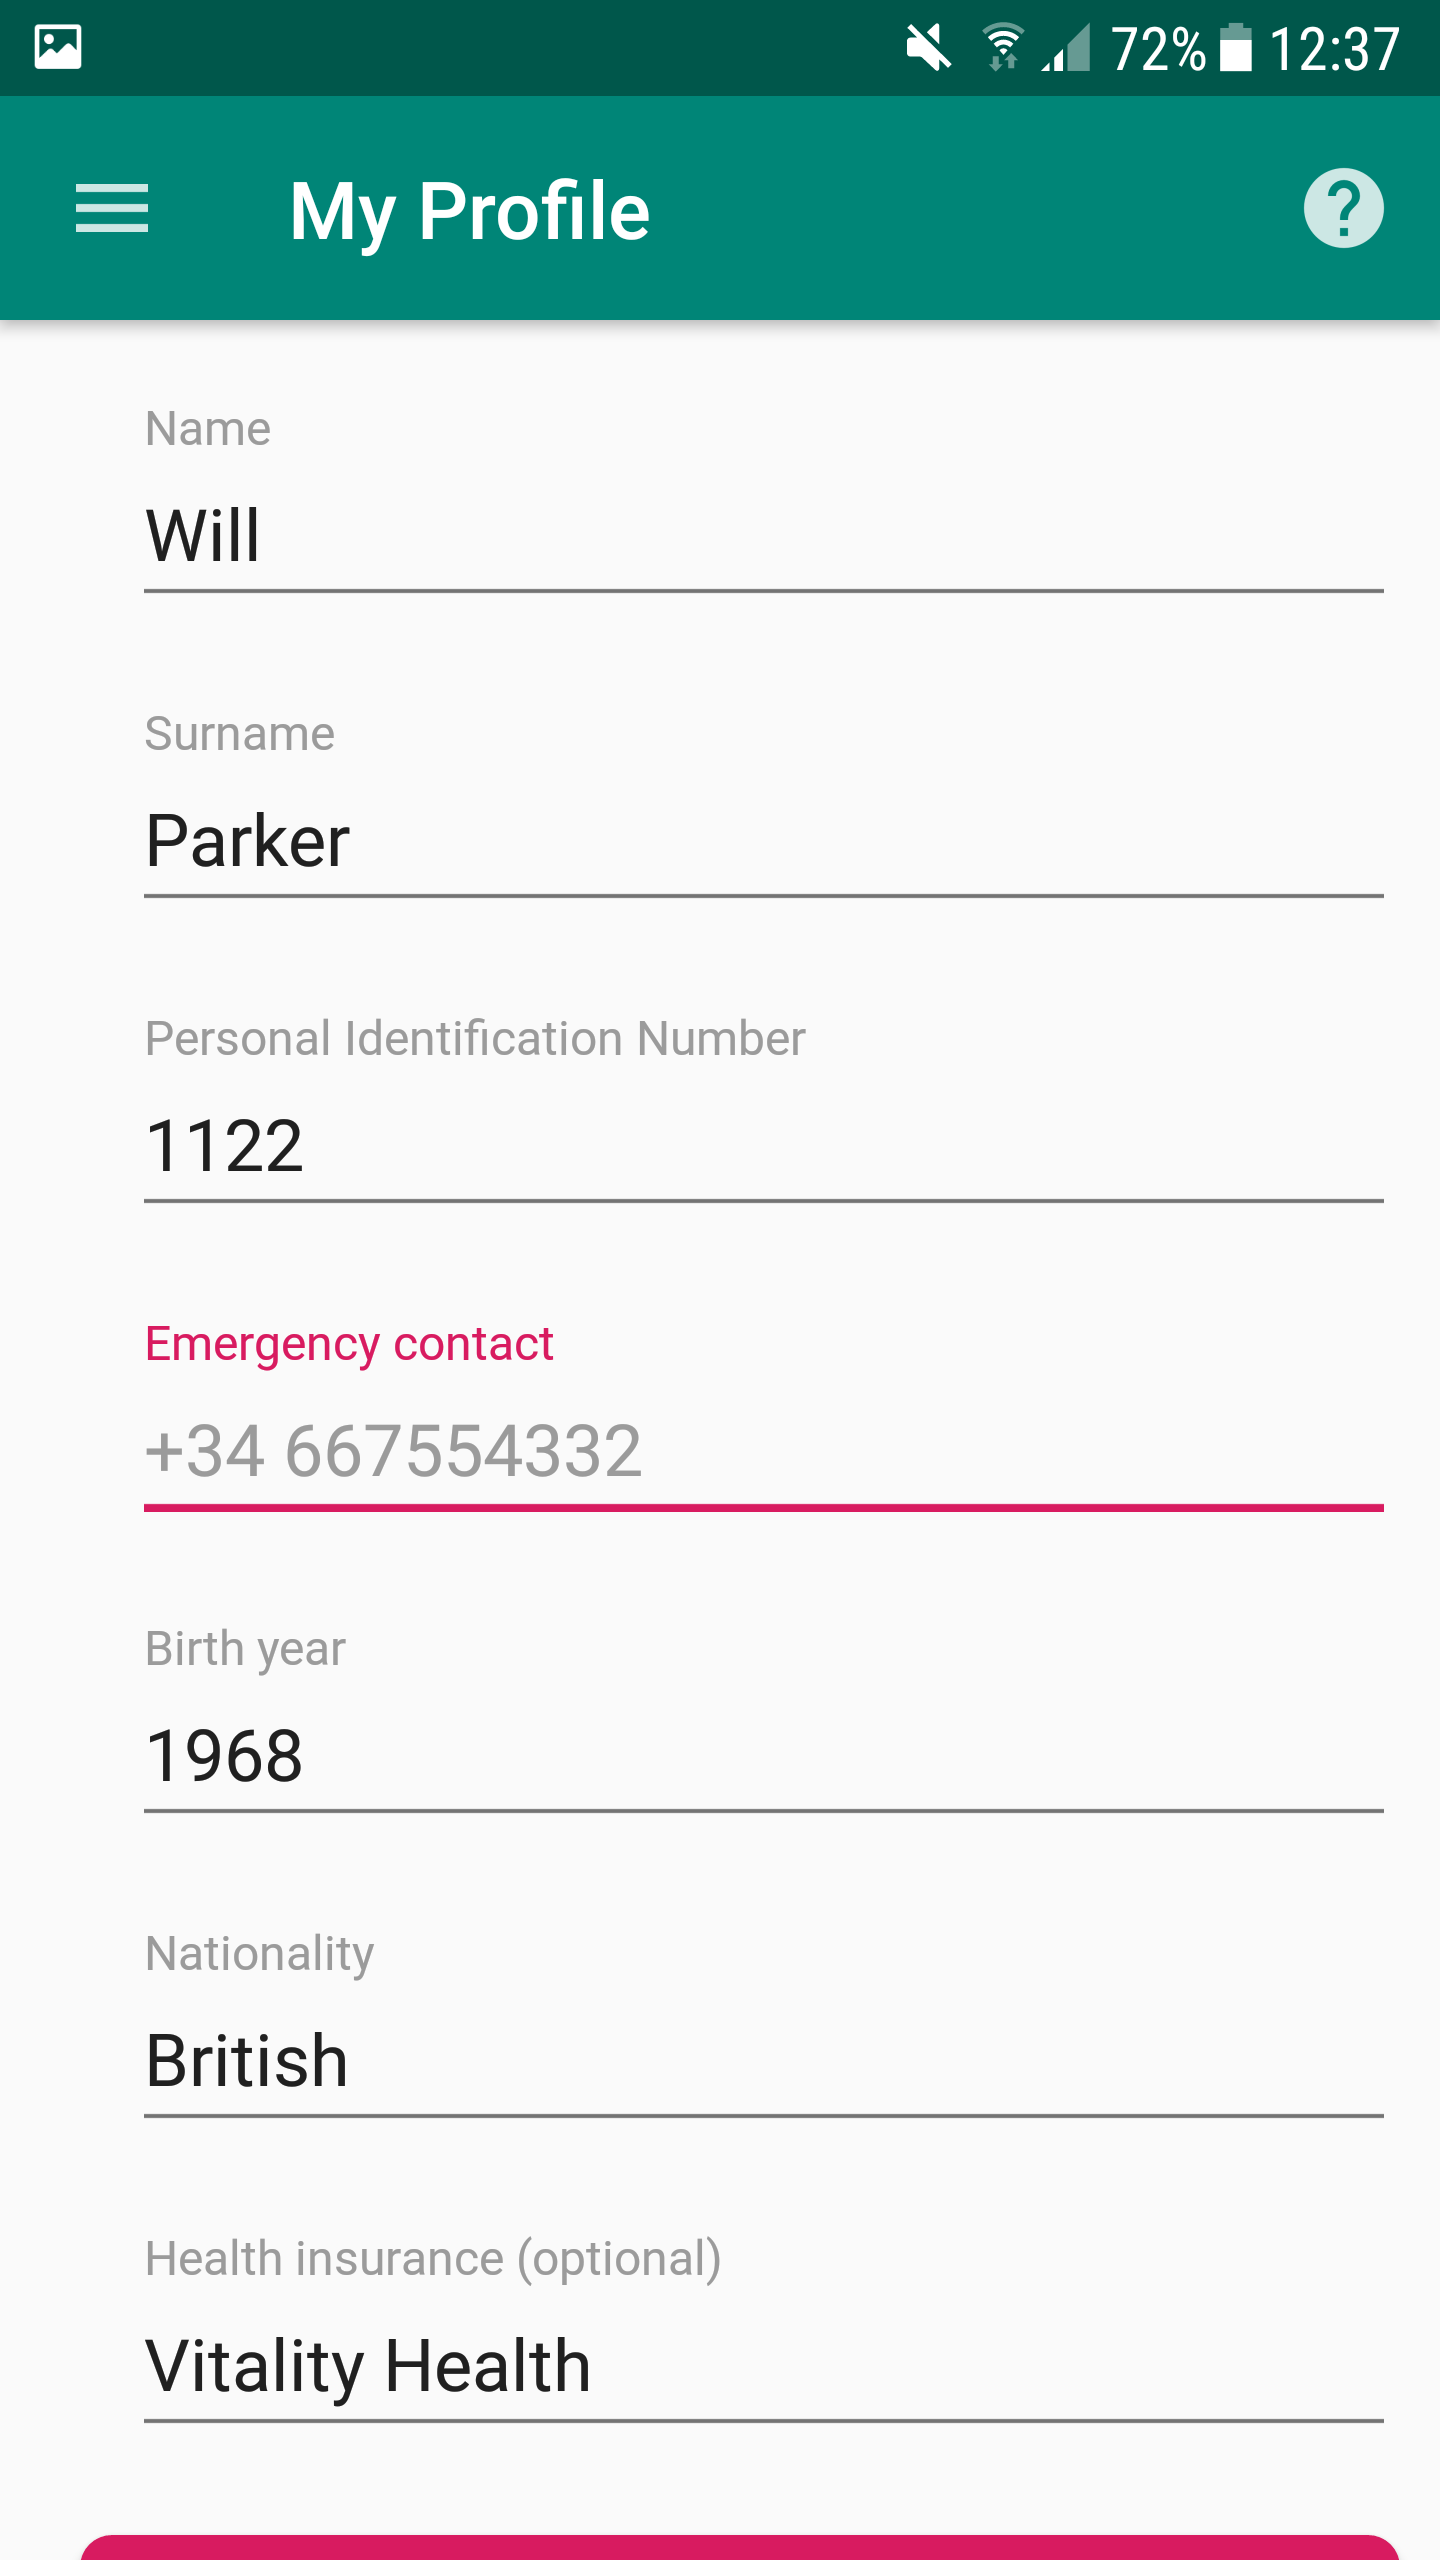 72% 12:37
My Profile
Name
Will
Surname
Parker
Personal Identification Number
1122
Emergency contact
+34 667554332
Birth year
1968
Nationality
British
Health insurance (optional)
Vitality Health